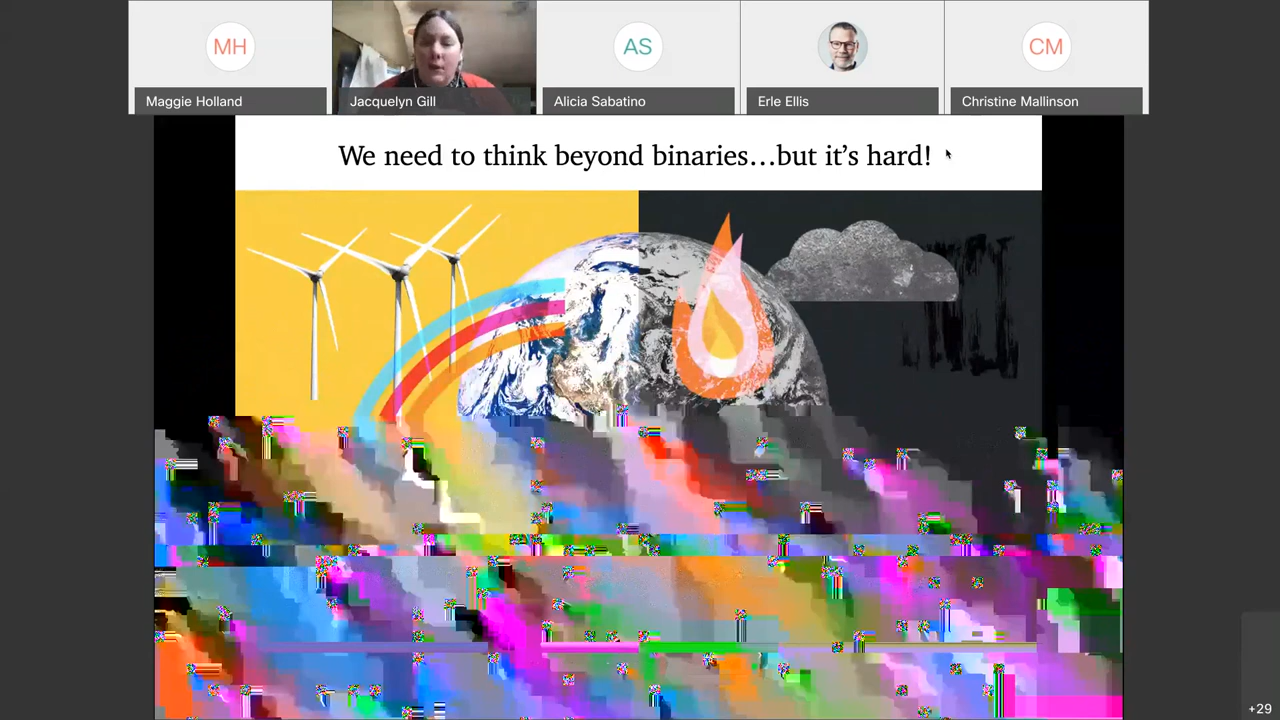 MH
AS
CM
Maggie Holland
Jacquelyn Gill
Alicia Sabatino
Erle Ellis
Christine Mallinson
We need to think beyond binaries...but it's hard!
+29